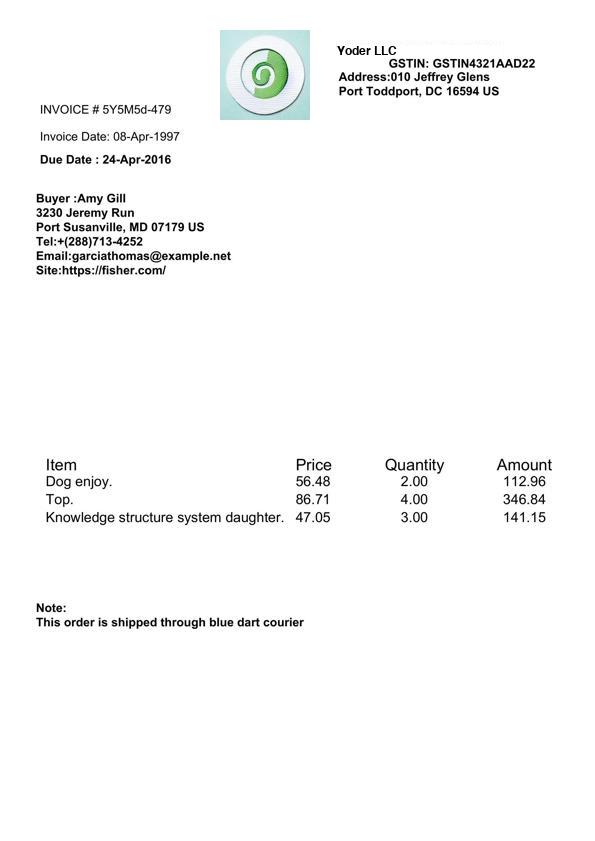 Yoder LLC
GSTIN: GSTIN4321AAD22
Address:010 Jeffrey Glens
Port Toddport, DC 16594 US
INVOICE # 5Y5M5d-479
Invoice Date: 08-Apr-1997
Due Date : 24-Apr-2016
Buyer :Amy Gill
3230 Jeremy Run
Port Susanville, MD 07179 US
Tel:+(288)713-4252
Email:garciathomas@example.net
Site:https://fisher.com/
Item Price Quantity Amount
Dog enjoy. 56.48 2.00 112.96
Top. 86.71 4.00 346.84
Knowledge structure system daughter. 47.05 3.00 141.15
Note:
This order is shipped through blue dart courier